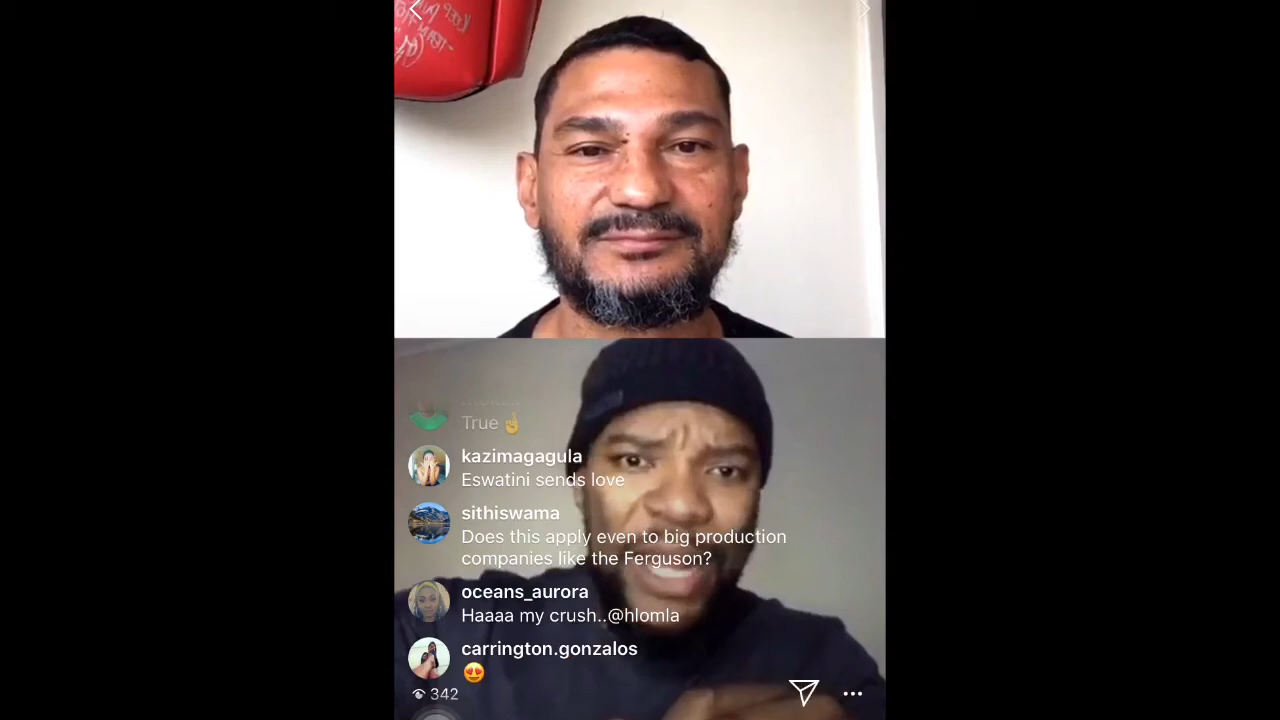 True 🤞
kazimagagula
Eswatini sends love
sithiswama
Does this apply even to big production
companies like the Ferguson?
oceans_aurora
Haaaa my crush..@hlomla
carrington.gonzalos
😍
342